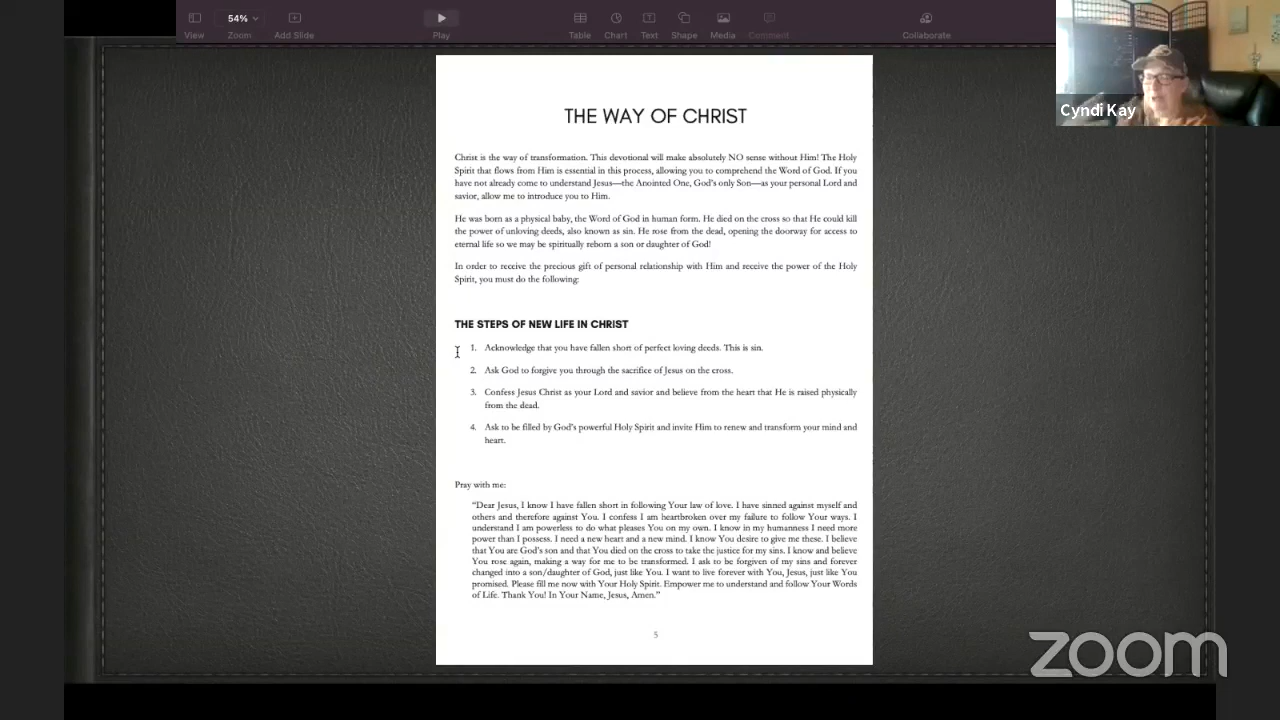 54%
View Zoom Add Slide Play Table Chart Text Shape Media Comment Collaborate
Cyndi Kay
THE WAY OF CHRIST
Christ is the way of transformation. This devotional will make absolutely NO sense without Him! The Holy
Spirit that flows from Him is essential in this process, allowing you to comprehend the Word of God. If you
have not already come to understand Jesus—the Anointed One, God's only Son—as your personal Lord and
savior, allow me to introduce you to Him.
He was born as a physical baby, the Word of God in human form. He died on the cross so that He could kill
the power of unloving deeds, also known as sin. He rose from the dead, opening the doorway for access to
eternal life so we may be spiritually reborn a son or daughter of God!
In order to receive the precious gift of personal relationship with Him and receive the power of the Holy
Spirit, you must do the following:
THE STEPS OF NEW LIFE IN CHRIST
1. Acknowledge that you have fallen short of perfect loving deeds. This is sin.
2. Ask God to forgive you through the sacrifice of Jesus on the cross.
3. Confess Jesus Christ as your Lord and savior and believe from the heart that He is raised physically
from the dead.
4. Ask to be filled by God's powerful Holy Spirit and invite Him to renew and transform your mind and
heart.
Pray with me:
"Dear Jesus, I know I have fallen short in following Your law of love. I have sinned against myself and
others and therefore against You. I confess I am heartbroken over my failure to follow Your ways. I
understand I am powerless to do what pleases You on my own. I know in my humanness I need more
power than I possess. I need a new heart and a new mind. I know You desire to give me these. I believe
that You are God's son and that You died on the cross to take the justice for my sins. I know and believe
You rose again, making a way for me to be transformed. I ask to be forgiven of my sins and forever
changed into a son/daughter of God, just like You. I want to live forever with You, Jesus, just like You
promised. Please fill me now with Your Holy Spirit. Empower me to understand and follow Your Words
of Life. Thank You! In Your Name, Jesus, Amen."
5
zoom